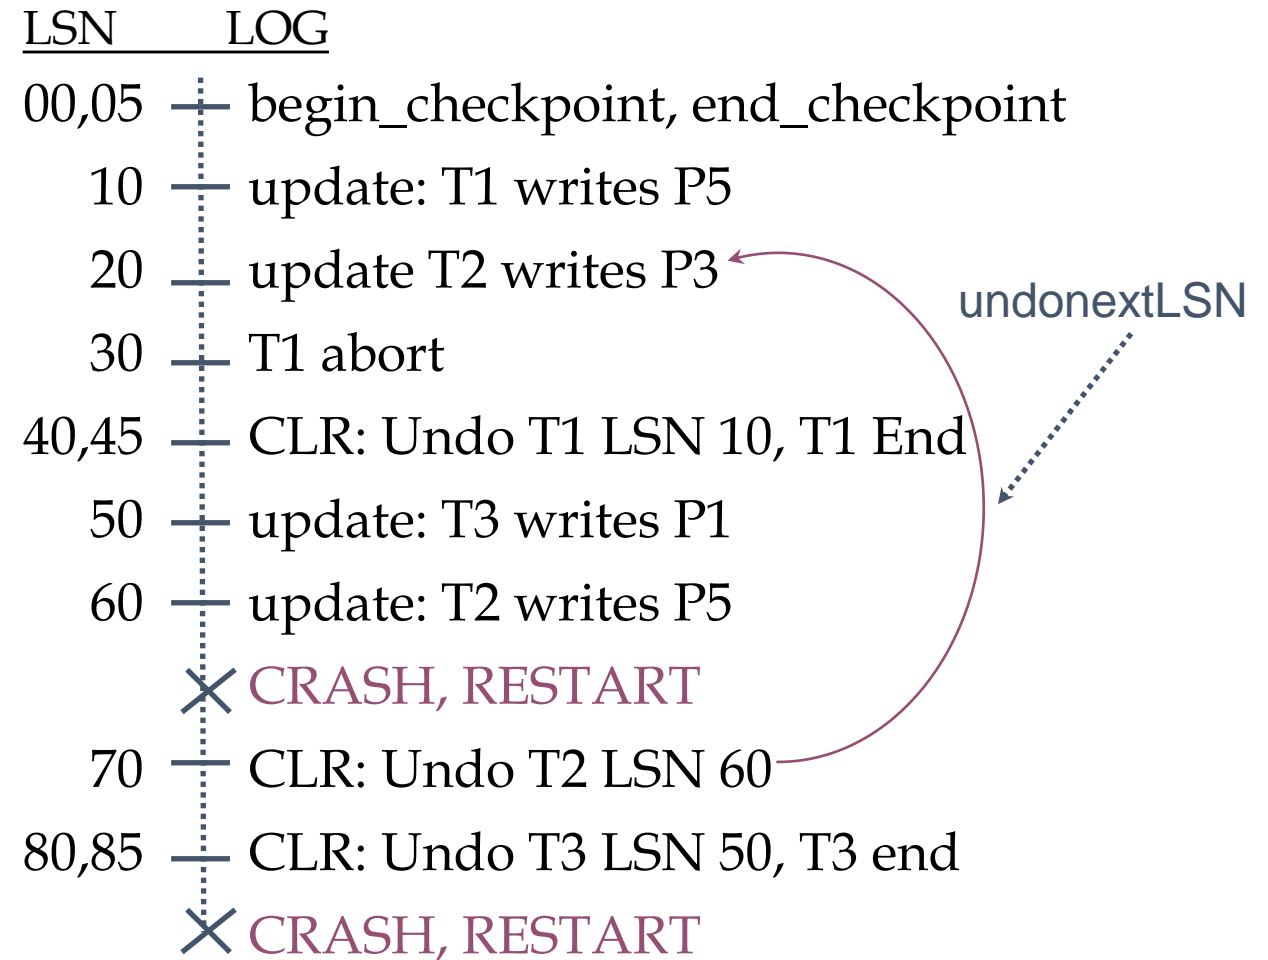 LSN LOG
00,05 begin_checkpoint, end_checkpoint
10 update: T1 writes P5
20 update T2 writes P3
undonextLSN
30 T1 abort
40,45 CLR: Undo T1 LSN 10, T1 End
50 update: T3 writes P1
60 update: T2 writes P5
CRASH, RESTART
70 CLR: Undo T2 LSN 60
80,85 CLR: Undo T3 LSN 50, T3 end
CRASH, RESTART